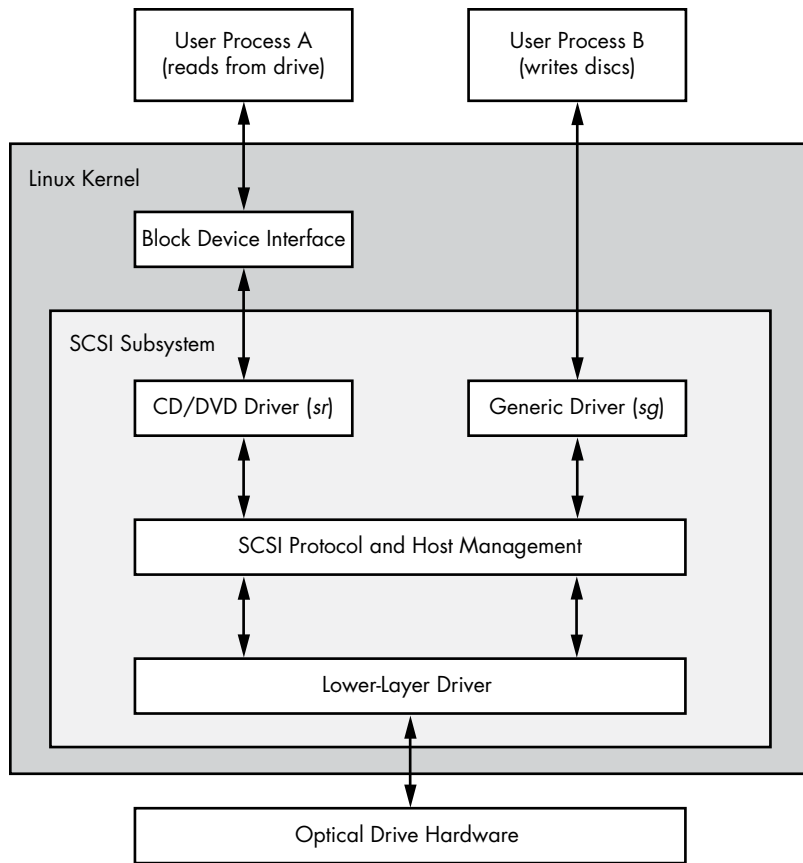 User Process A
(reads from drive)
User Process B
(writes discs)
Linux Kernel
Block Device Interface
SCSI Subsystem
CD/DVD Driver (sr)
Generic Driver (sg)
SCSI Protocol and Host Management
Lower-Layer Driver
Optical Drive Hardware